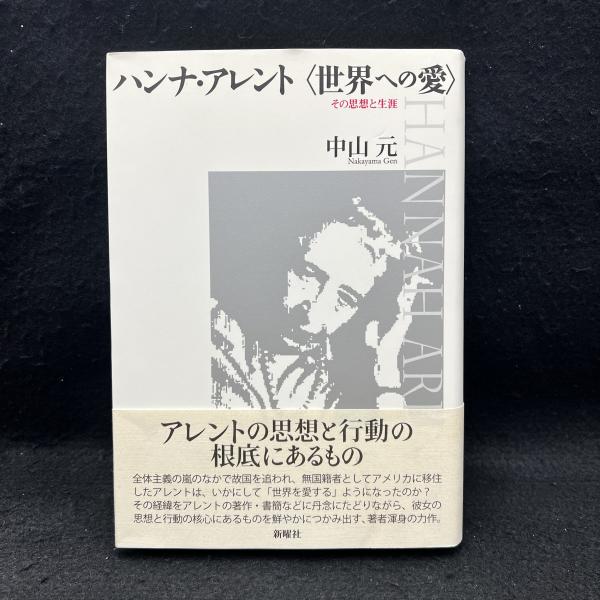 ハンナ・アレント〈世界への愛〉
その思想と生涯
中山 元
Nakayama Gen
HANNAH AR
アレントの思想と行動の
根底にあるもの
全体主義の嵐のなかで故国を追われ、無国籍者としてアメリカに移住
したアレントは、いかにして「世界を愛する」ようになったのか?
その経緯をアレントの著作・書簡などに丹念にたどりながら、彼女の
思想と行動の核心にあるものを鮮やかにつかみ出す、著者渾身の力作。
新曜社